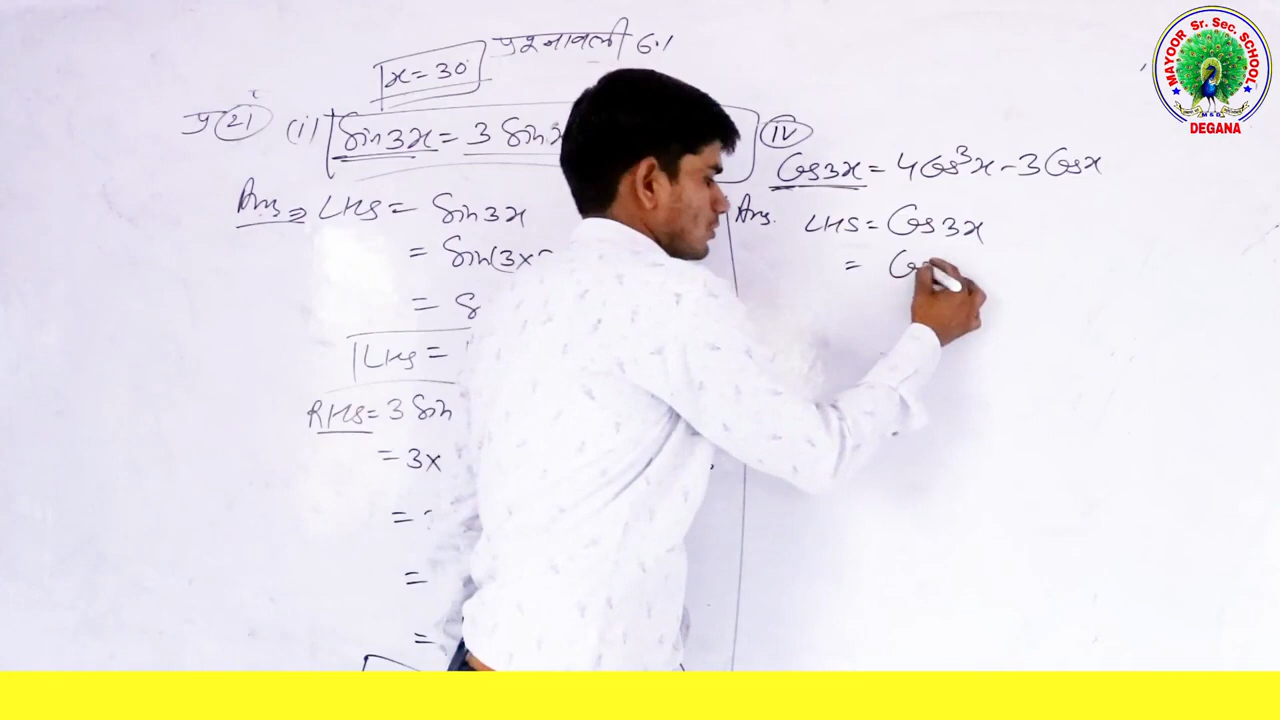 प्रश्नावली 6.1
x = 30
प्र 21 (i) Sin3x = 3 Sinx
Ans ⇒ LHS = Sin3x
= Sin(3x
= S
LHS =
RHS = 3 Sin
= 3x
=
=
=
(iv)
Cos3x = 4Cos³x - 3Cosx
Ans. LHS = Cos3x
= Cos
MAYOOR Sr. Sec. SCHOOL
DEGANA